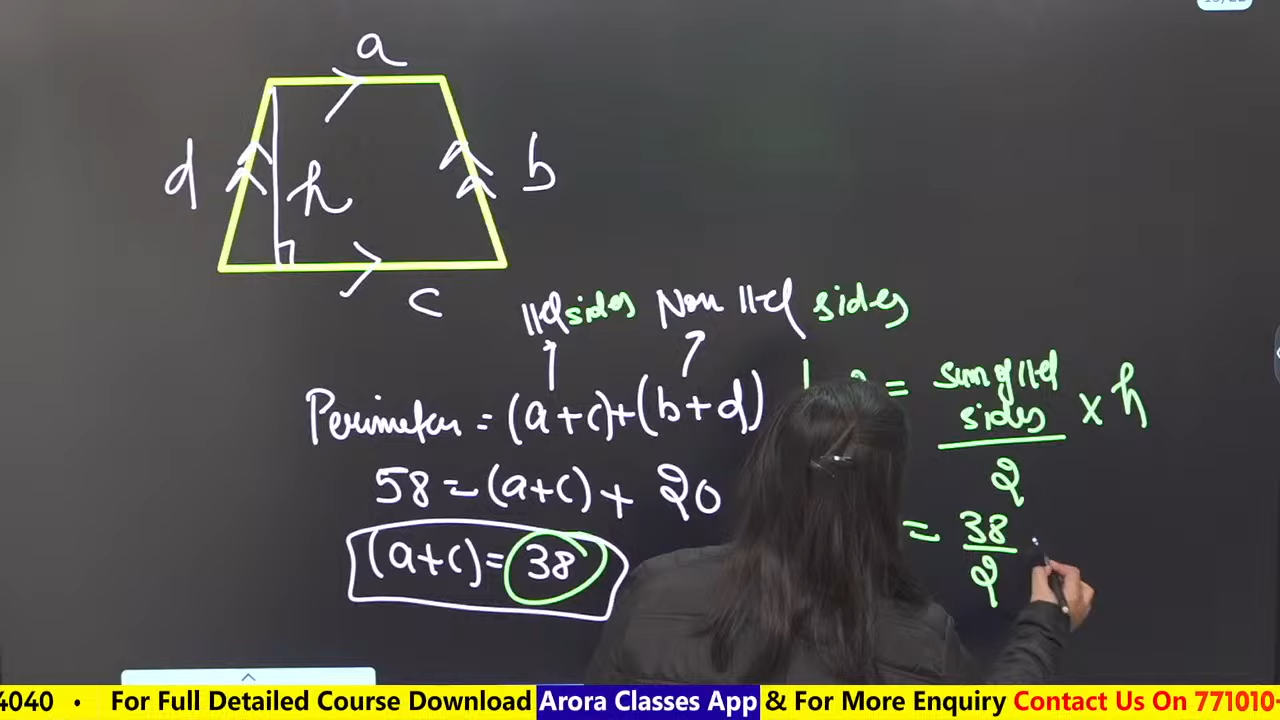 a
d
h
b
c
||el sides Non ||el sides
Perimeter = (a+c)+(b+d)
58 = (a+c) + 20
(a+c) = 38
= sum of ||el sides / 2 × h
= 38 / 2
4040 • For Full Detailed Course Download Arora Classes App & For More Enquiry Contact Us On 771010